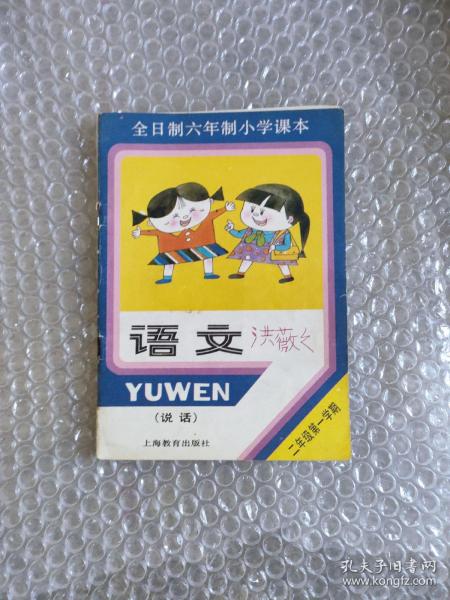 全日制六年制小学课本
语文 洪薇
YUWEN
(说话)
上海教育出版社
二年级第一学期
孔夫子旧书网
www.kongfz.com